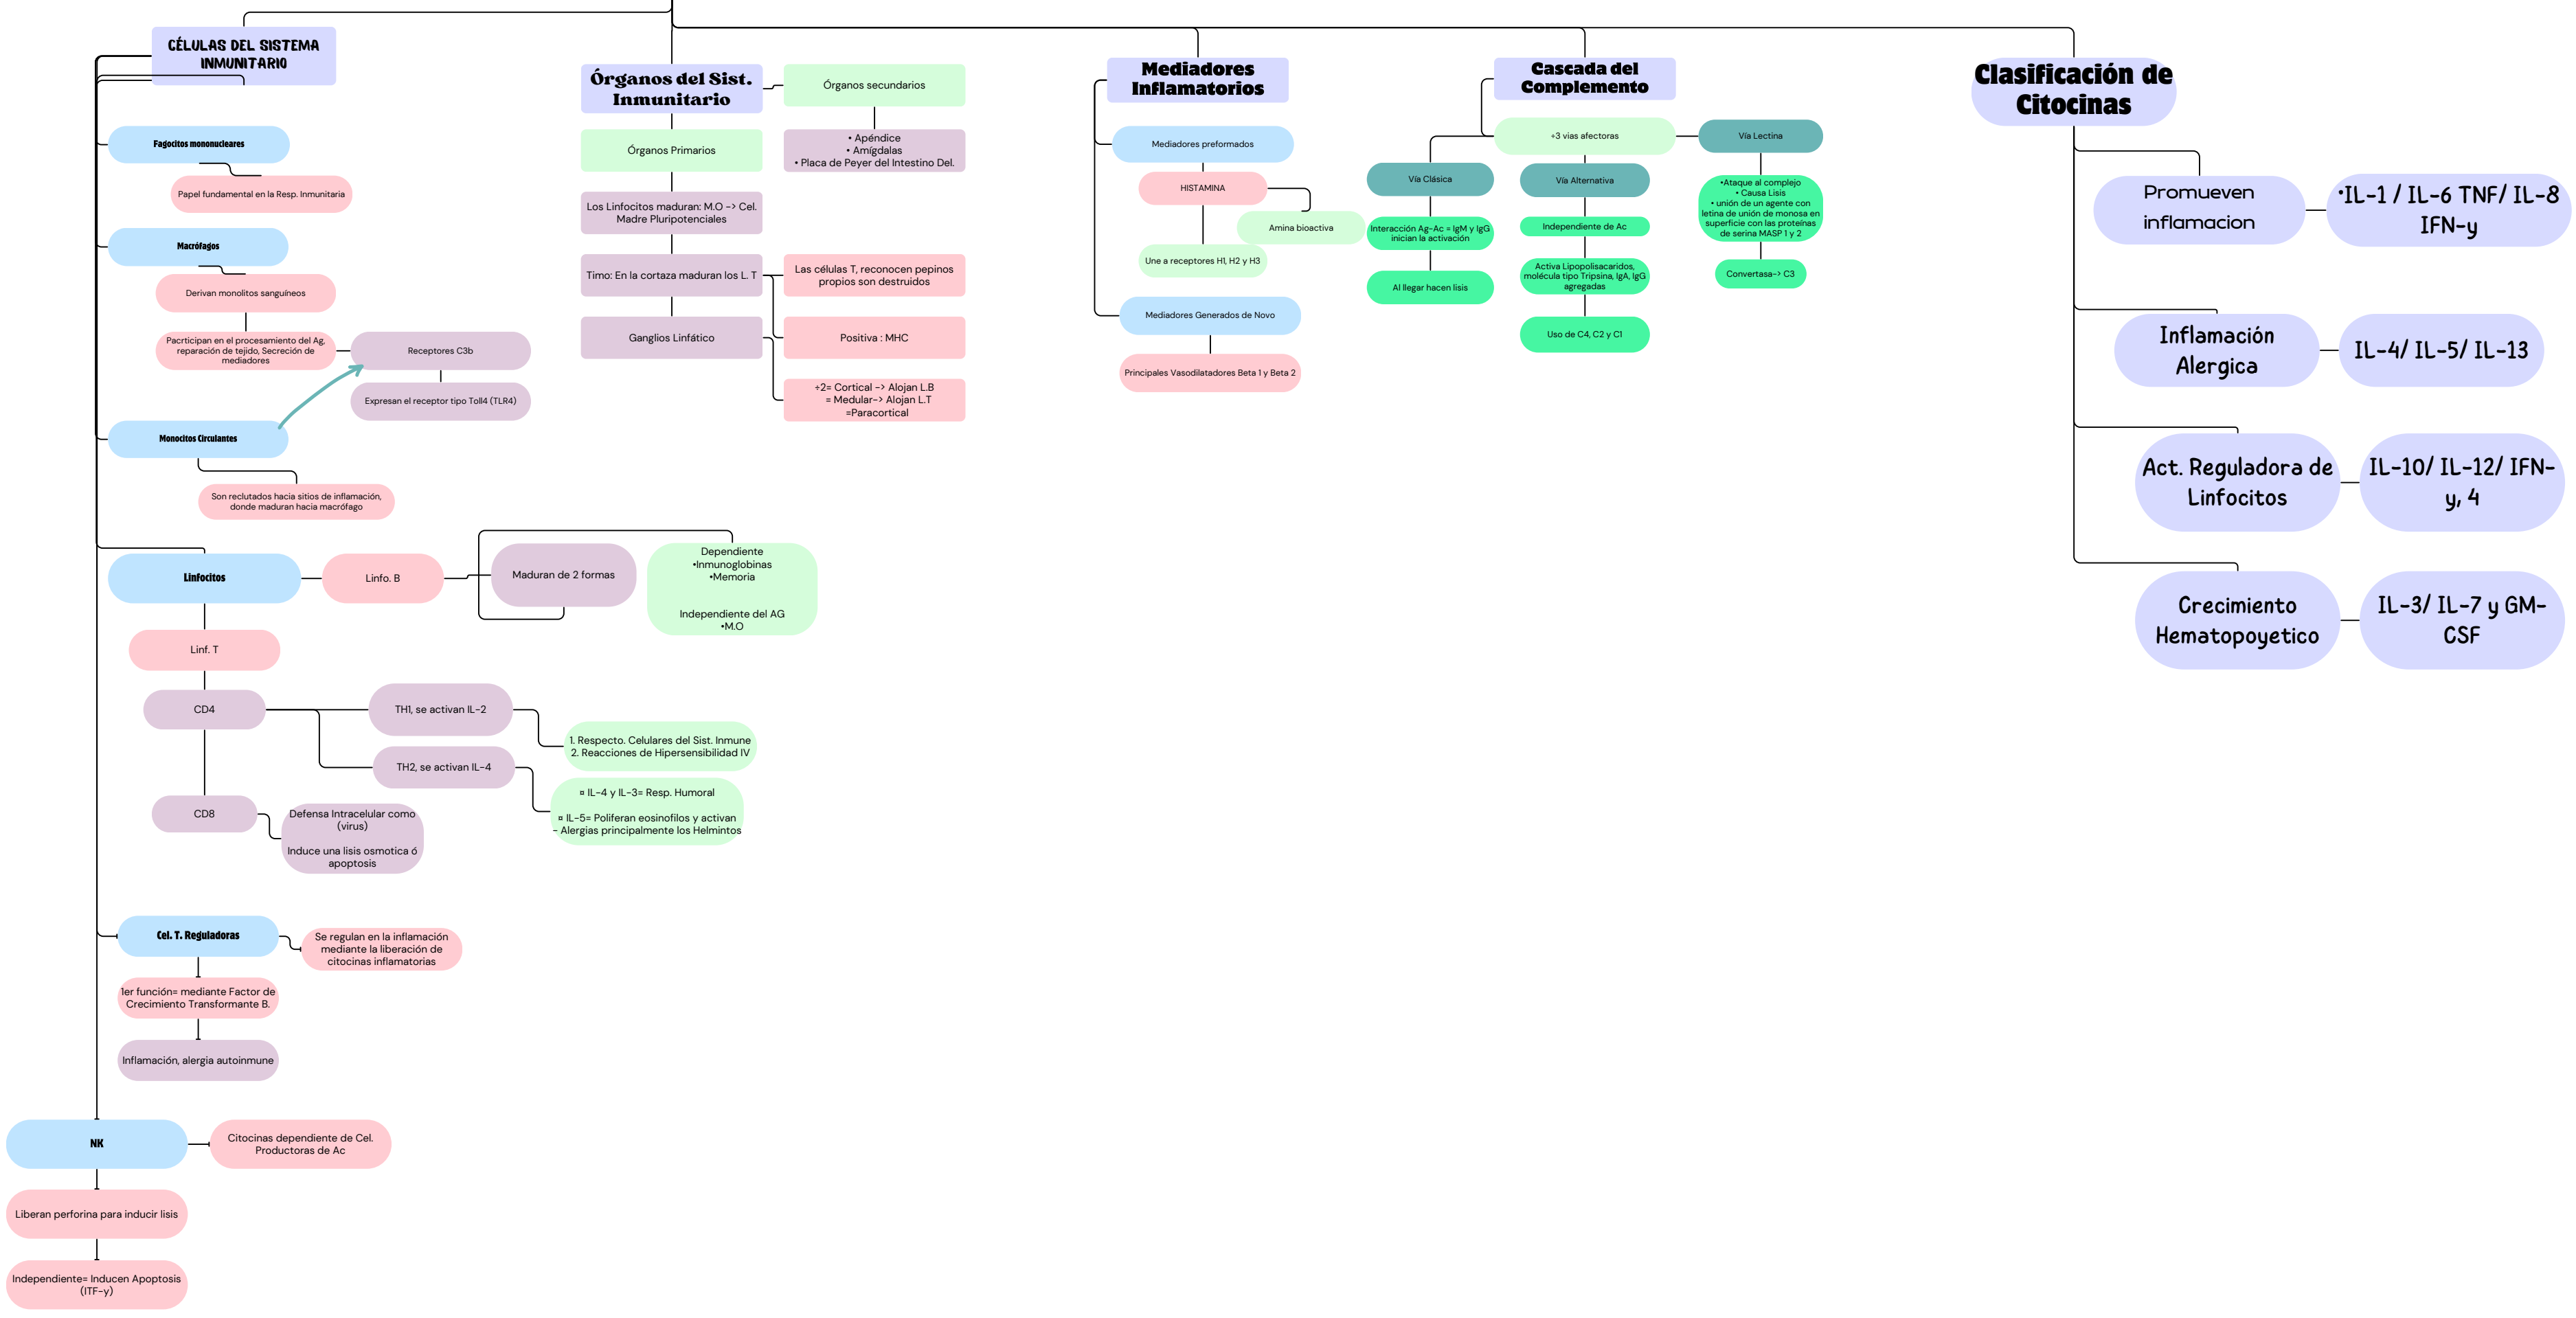 CÉLULAS DEL SISTEMA
INMUNITARIO
Fagocitos mononucleares
Papel fundamental en la Resp. Inmunitaria
Macrófagos
Derivan monolitos sanguíneos
Pacrticipan en el procesamiento del Ag,
reparación de tejido, Secreción de
mediadores
Receptores C3b
Expresan el receptor tipo Toll4 (TLR4)
Monocitos Circulantes
Son reclutados hacia sitios de inflamación,
donde maduran hacia macrófago
Linfocitos
Linfo. B
Maduran de 2 formas
Dependiente
•Inmunoglobinas
•Memoria
Independiente del AG
•M.O
Linf. T
CD4
TH1, se activan IL-2
1. Respecto. Celulares del Sist. Inmune
2. Reacciones de Hipersensibilidad IV
TH2, se activan IL-4
¤ IL-4 y IL-3= Resp. Humoral
¤ IL-5= Poliferan eosinofilos y activan
- Alergias principalmente los Helmintos
CD8
Defensa Intracelular como
(virus)
Induce una lisis osmotica ó
apoptosis
Cel. T. Reguladoras
Se regulan en la inflamación
mediante la liberación de
citocinas inflamatorias
1er función= mediante Factor de
Crecimiento Transformante B.
Inflamación, alergia autoinmune
NK
Citocinas dependiente de Cel.
Productoras de Ac
Liberan perforina para inducir lisis
Independiente= Inducen Apoptosis
(ITF-y)
Órganos del Sist.
Inmunitario
Órganos secundarios
• Apéndice
• Amígdalas
• Placa de Peyer del Intestino Del.
Órganos Primarios
Los Linfocitos maduran: M.O -> Cel.
Madre Pluripotenciales
Timo: En la cortaza maduran los L. T
Las células T, reconocen pepinos
propios son destruidos
Positiva : MHC
Ganglios Linfático
÷2= Cortical -> Alojan L.B
= Medular-> Alojan L.T
=Paracortical
Mediadores
Inflamatorios
Mediadores preformados
HISTAMINA
Amina bioactiva
Une a receptores H1, H2 y H3
Mediadores Generados de Novo
Principales Vasodilatadores Beta 1 y Beta 2
Cascada del
Complemento
÷3 vias afectoras
Vía Clásica
Interacción Ag-Ac = IgM y IgG
inician la activación
Al llegar hacen lisis
Vía Alternativa
Independiente de Ac
Activa Lipopolisacaridos,
molécula tipo Tripsina, IgA, IgG
agregadas
Uso de C4, C2 y C1
Vía Lectina
•Ataque al complejo
• Causa Lisis
• unión de un agente con
letina de unión de monosa en
superficie con las proteinas
de serina MASP 1 y 2
Convertasa-> C3
Clasificación de
Citocinas
Promueven
inflamacion
•IL-1 / IL-6 TNF/ IL-8
IFN-y
Inflamación
Alergica
IL-4/ IL-5/ IL-13
Act. Reguladora de
Linfocitos
IL-10/ IL-12/ IFN-
y, 4
Crecimiento
Hematopoyetico
IL-3/ IL-7 y GM-
CSF